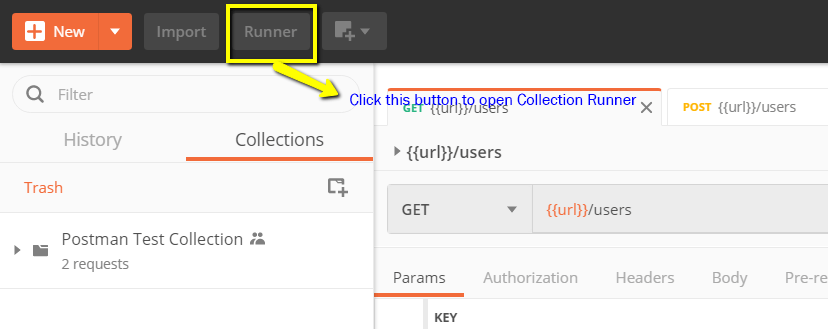 New Import Runner
Click this button to open Collection Runner
Filter
GET {{url}}/users
POST {{url}}/users
History Collections
{{url}}/users
Trash
GET {{url}}/users
Postman Test Collection
2 requests
Params Authorization Headers Body Pre-re
KEY